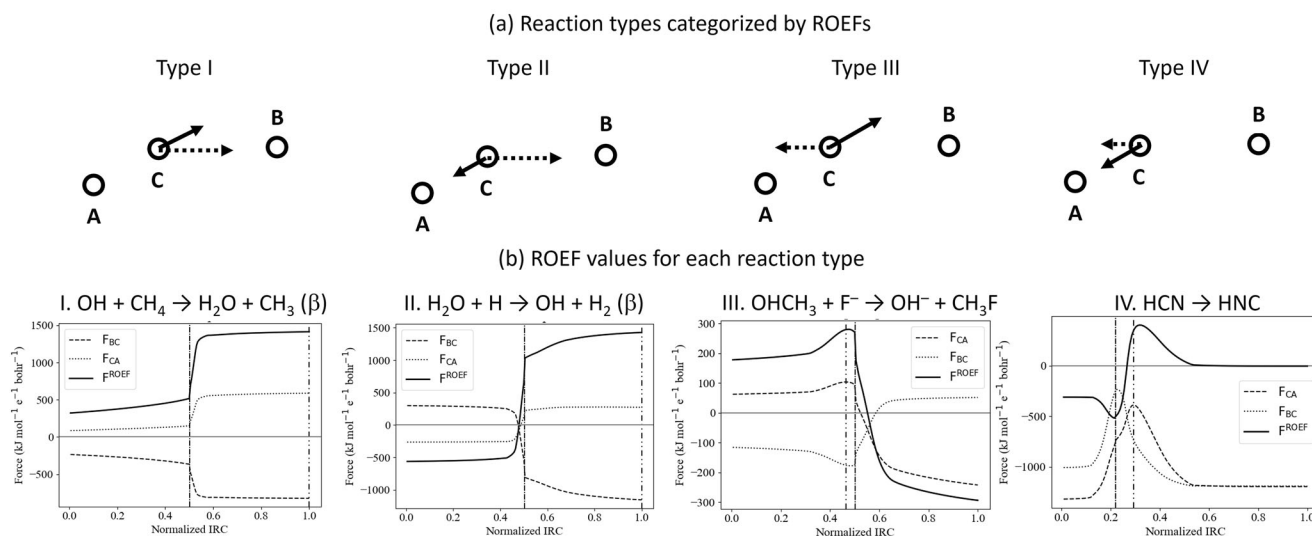 (a) Reaction types categorized by ROEFs
Type I
Type II
Type III
Type IV
B
C
A
B
C
A
B
C
A
B
C
A
(b) ROEF values for each reaction type
I. OH + CH₄ → H₂O + CH₃ (β)
1500
1000
500
0
−500
Force (kJ mol⁻¹ e⁻¹ bohr⁻¹)
F_BC
F_CA
F^ROEF
0.0 0.2 0.4 0.6 0.8 1.0
Normalized IRC
II. H₂O + H → OH + H₂ (β)
1500
1000
500
0
−500
−1000
Force (kJ mol⁻¹ e⁻¹ bohr⁻¹)
F_BC
F_CA
F^ROEF
0.0 0.2 0.4 0.6 0.8 1.0
Normalized IRC
III. OHCH₃ + F⁻ → OH⁻ + CH₃F
300
200
100
0
−100
−200
−300
Force (kJ mol⁻¹ e⁻¹ bohr⁻¹)
F_CA
F_BC
F^ROEF
0.0 0.2 0.4 0.6 0.8 1.0
Normalized IRC
IV. HCN → HNC
0
−500
−1000
Force (kJ mol⁻¹ e⁻¹ bohr⁻¹)
F_CA
F_BC
F^ROEF
0.0 0.2 0.4 0.6 0.8 1.0
Normalized IRC